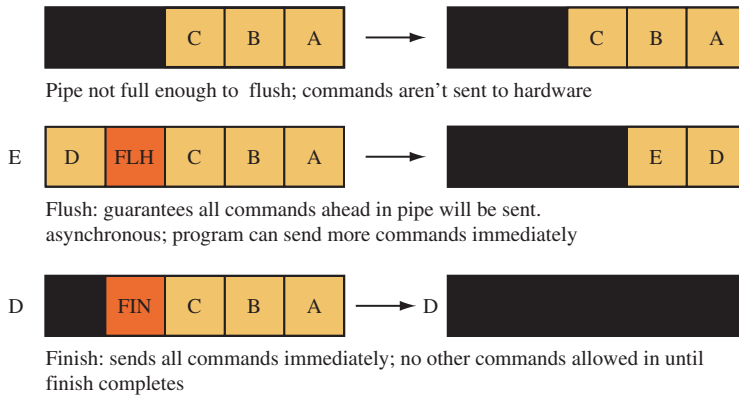 C B A C B A
Pipe not full enough to flush; commands aren't sent to hardware
E D FLH C B A E D
Flush: guarantees all commands ahead in pipe will be sent.
asynchronous; program can send more commands immediately
D FIN C B A D
Finish: sends all commands immediately; no other commands allowed in until
finish completes